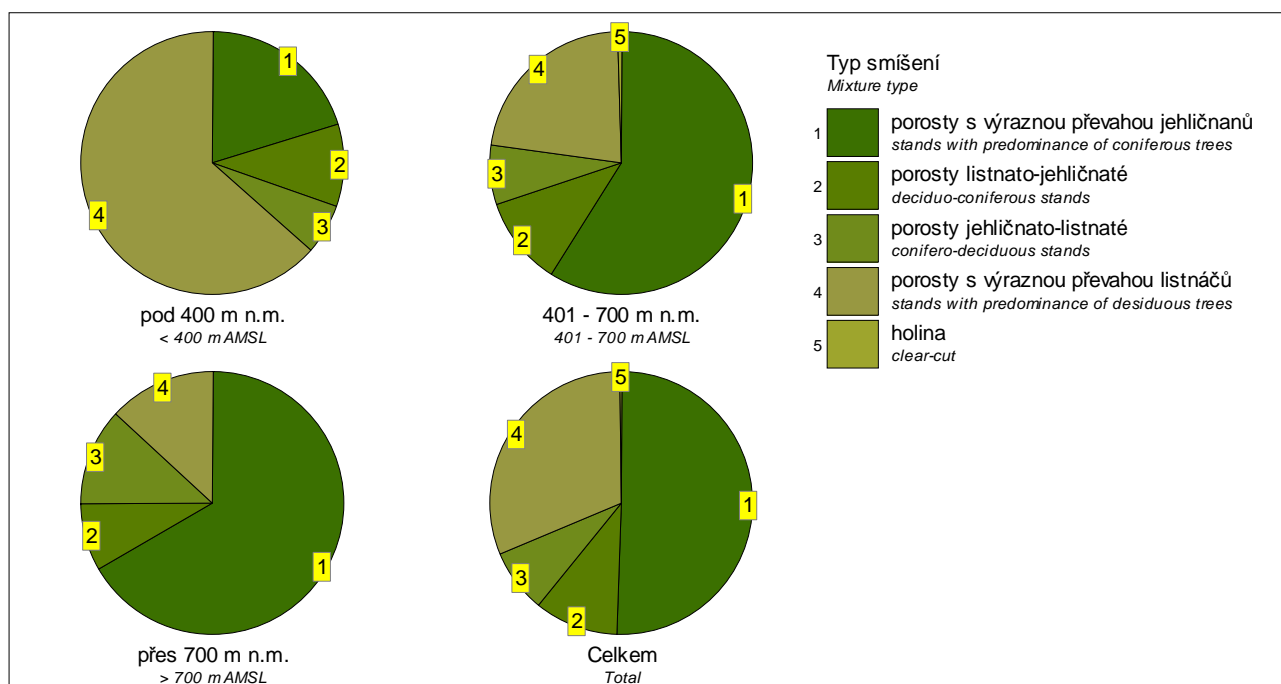 1
2
3
4
pod 400 m n.m.
< 400 m AMSL
5
4
3
2
1
401 - 700 m n.m.
401 - 700 m AMSL
4
3
2
1
přes 700 m n.m.
> 700 m AMSL
5
4
3
2
1
Celkem
Total
Typ smíšení
Mixture type
1 porosty s výraznou převahou jehličnanů
stands with predominance of coniferous trees
2 porosty listnato-jehličnaté
deciduo-coniferous stands
3 porosty jehličnato-listnaté
conifero-deciduous stands
4 porosty s výraznou převahou listnáčů
stands with predominance of desiduous trees
5 holina
clear-cut